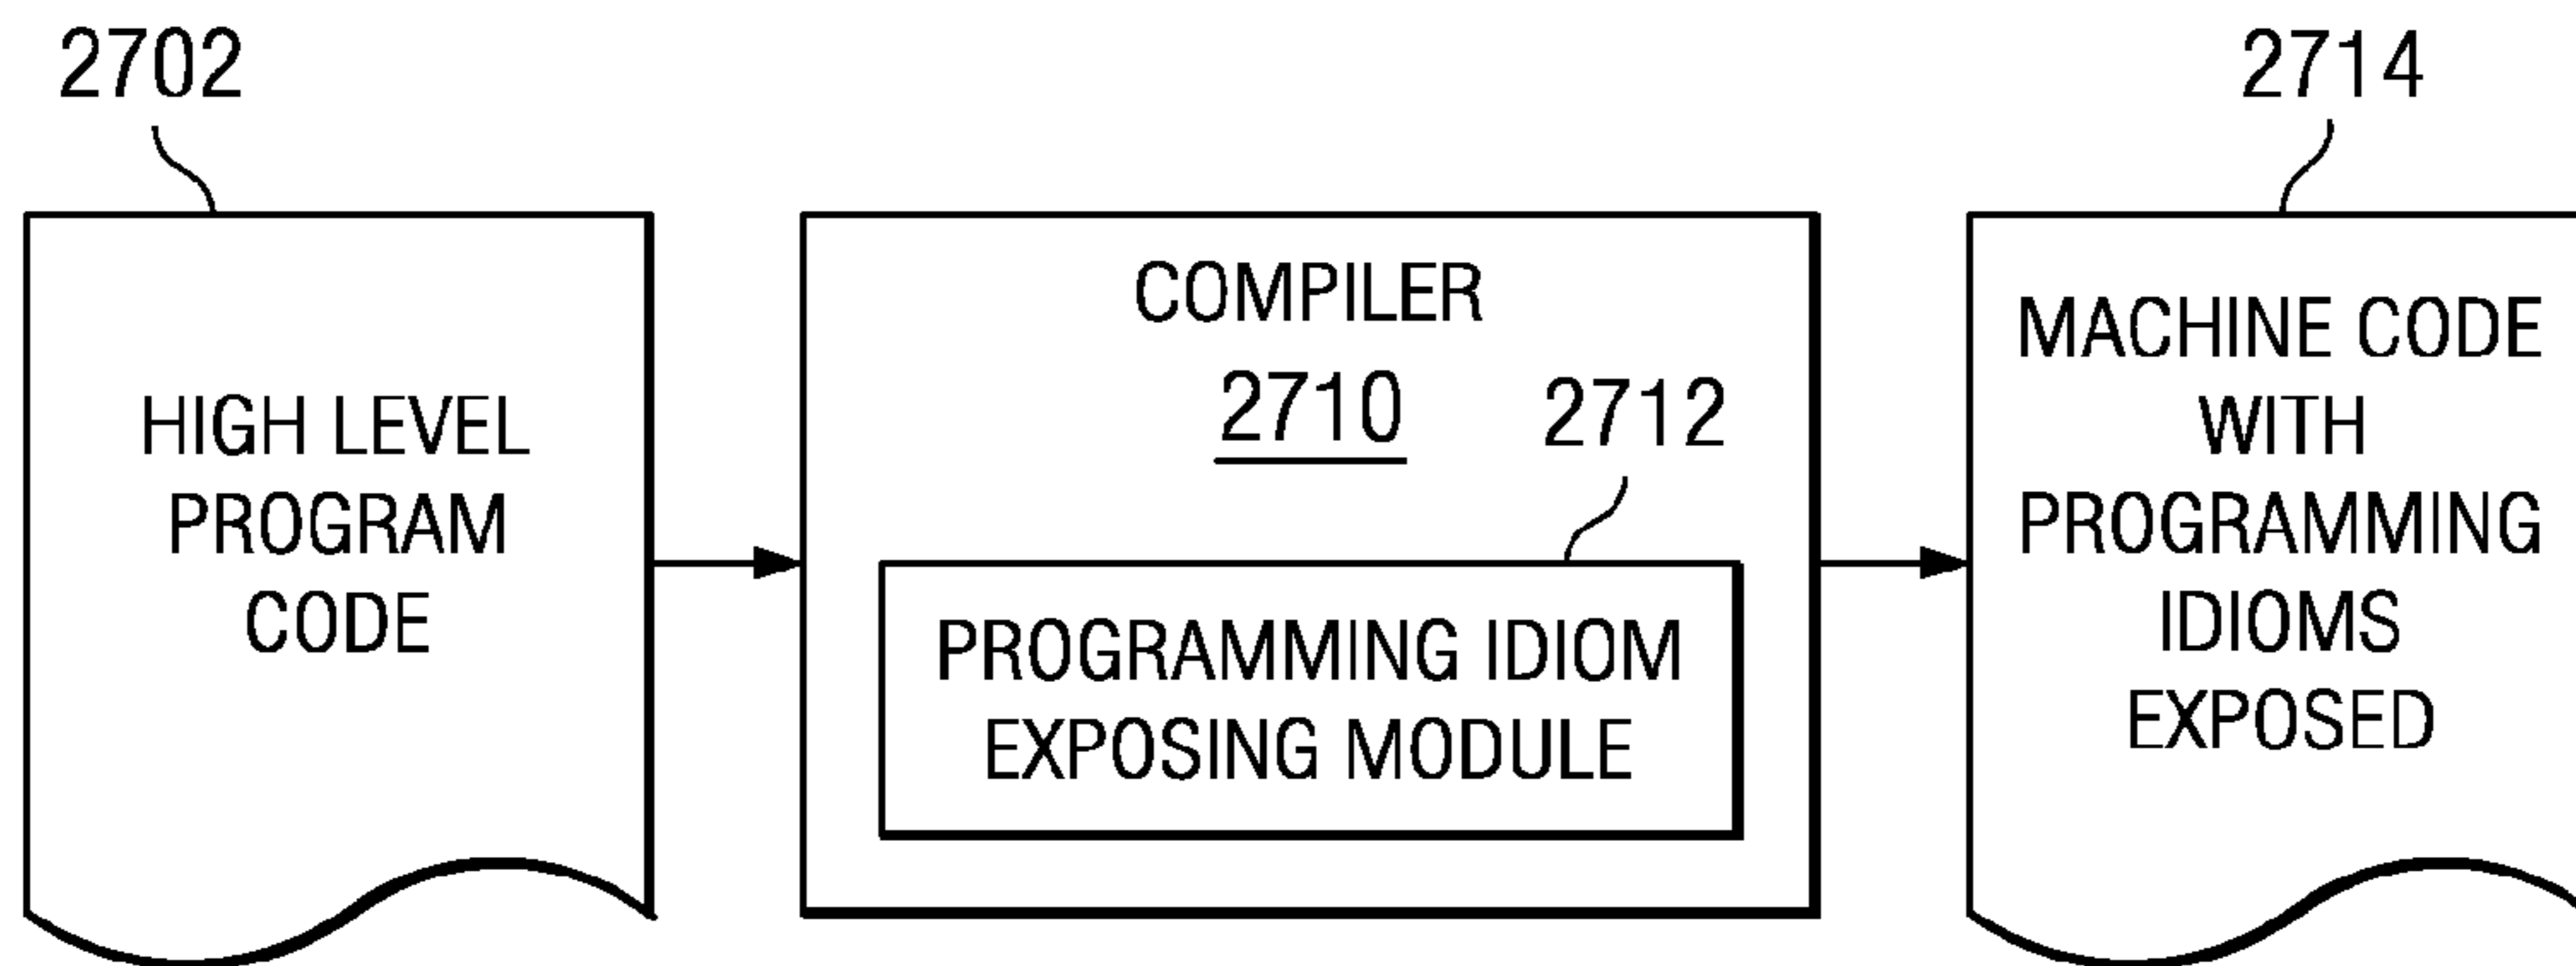 2702
HIGH LEVEL
PROGRAM
CODE
COMPILER
2710
2712
PROGRAMMING IDIOM
EXPOSING MODULE
2714
MACHINE CODE
WITH
PROGRAMMING
IDIOMS
EXPOSED